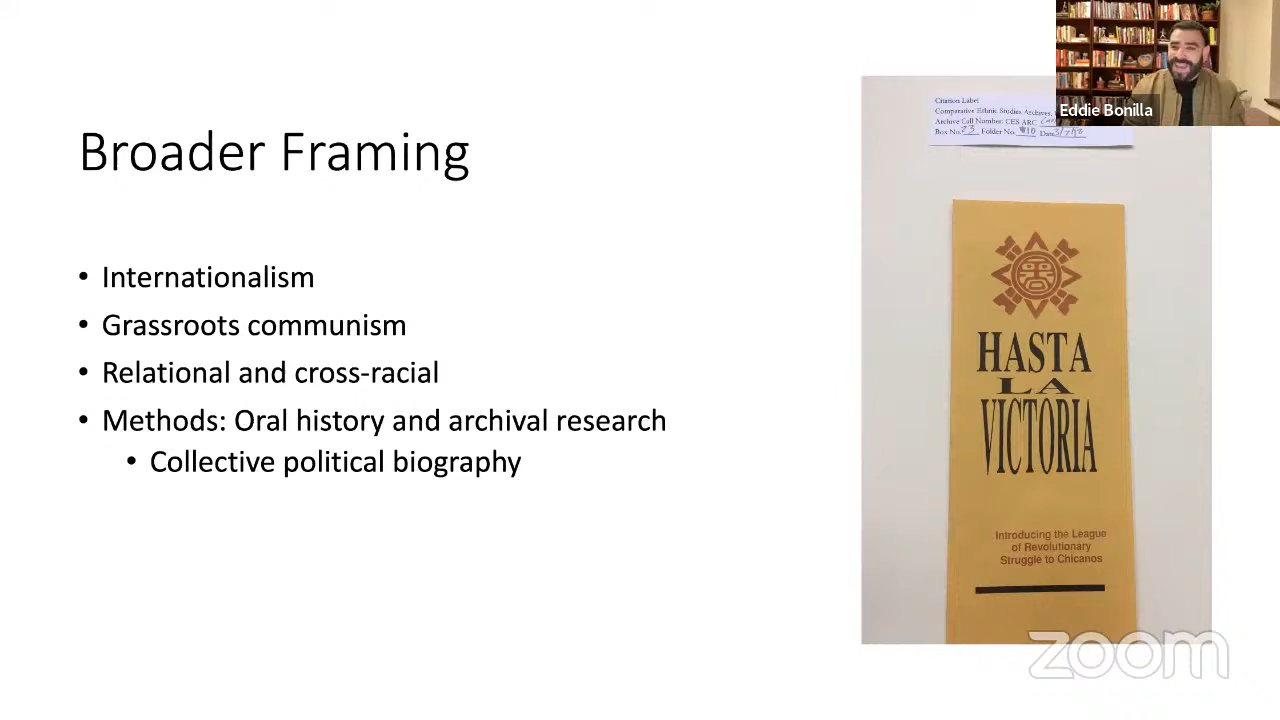 Broader Framing
• Internationalism
• Grassroots communism
• Relational and cross-racial
• Methods: Oral history and archival research
• Collective political biography
Citation Label
Comparative Ethnic Studies Archives,
Archive Call Number: CES ARC
Box No. 23 Folder No. Date
HASTA
LA
VICTORIA
Introducing the League
of Revolutionary
Struggle to Chicanos
Eddie Bonilla
zoom